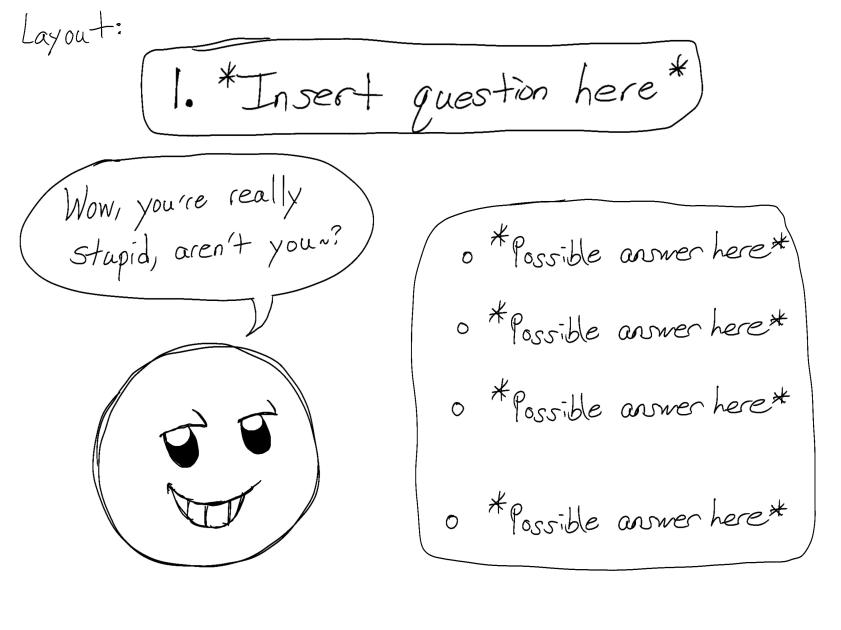 Layout:
1. *Insert question here*
Wow, you're really
stupid, aren't you~?
*Possible answer here*
*Possible answer here*
*Possible answer here*
*Possible answer here*